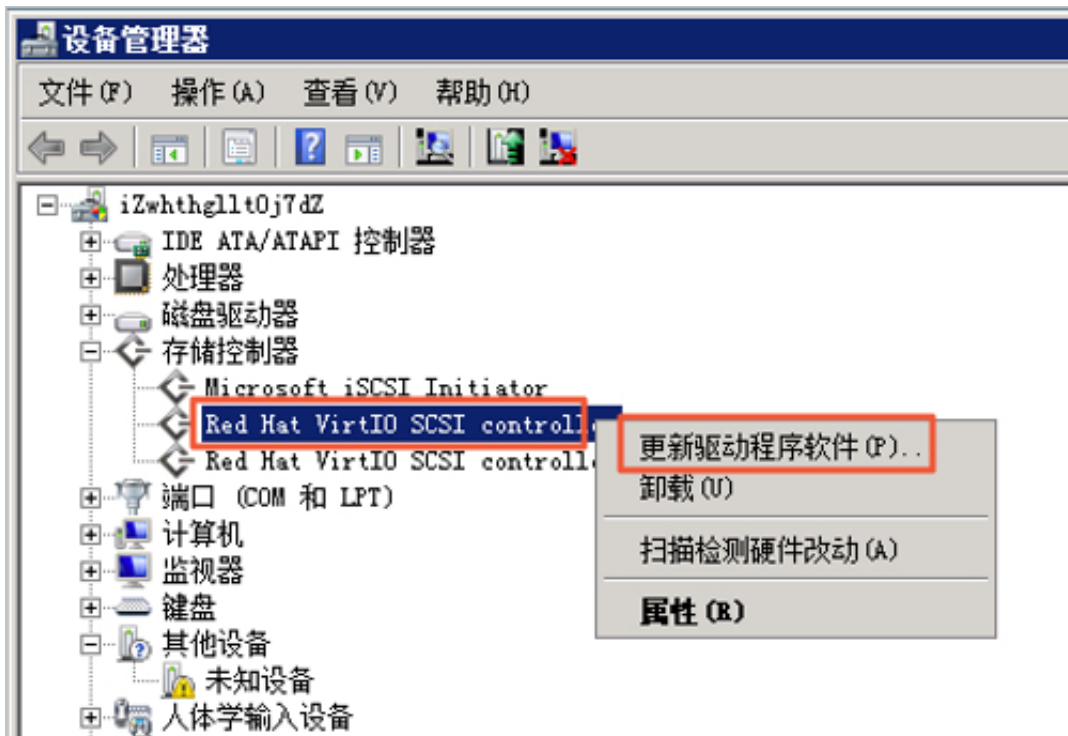 设备管理器
文件(F) 操作(A) 查看(V) 帮助(H)
iZwhthgllt0j7dZ
IDE ATA/ATAPI 控制器
处理器
磁盘驱动器
存储控制器
Microsoft iSCSI Initiator
Red Hat VirtIO SCSI controll
更新驱动程序软件(P)..
Red Hat VirtIO SCSI controll
卸载(U)
端口 (COM 和 LPT)
计算机
扫描检测硬件改动(A)
监视器
键盘
属性(R)
其他设备
未知设备
人体学输入设备